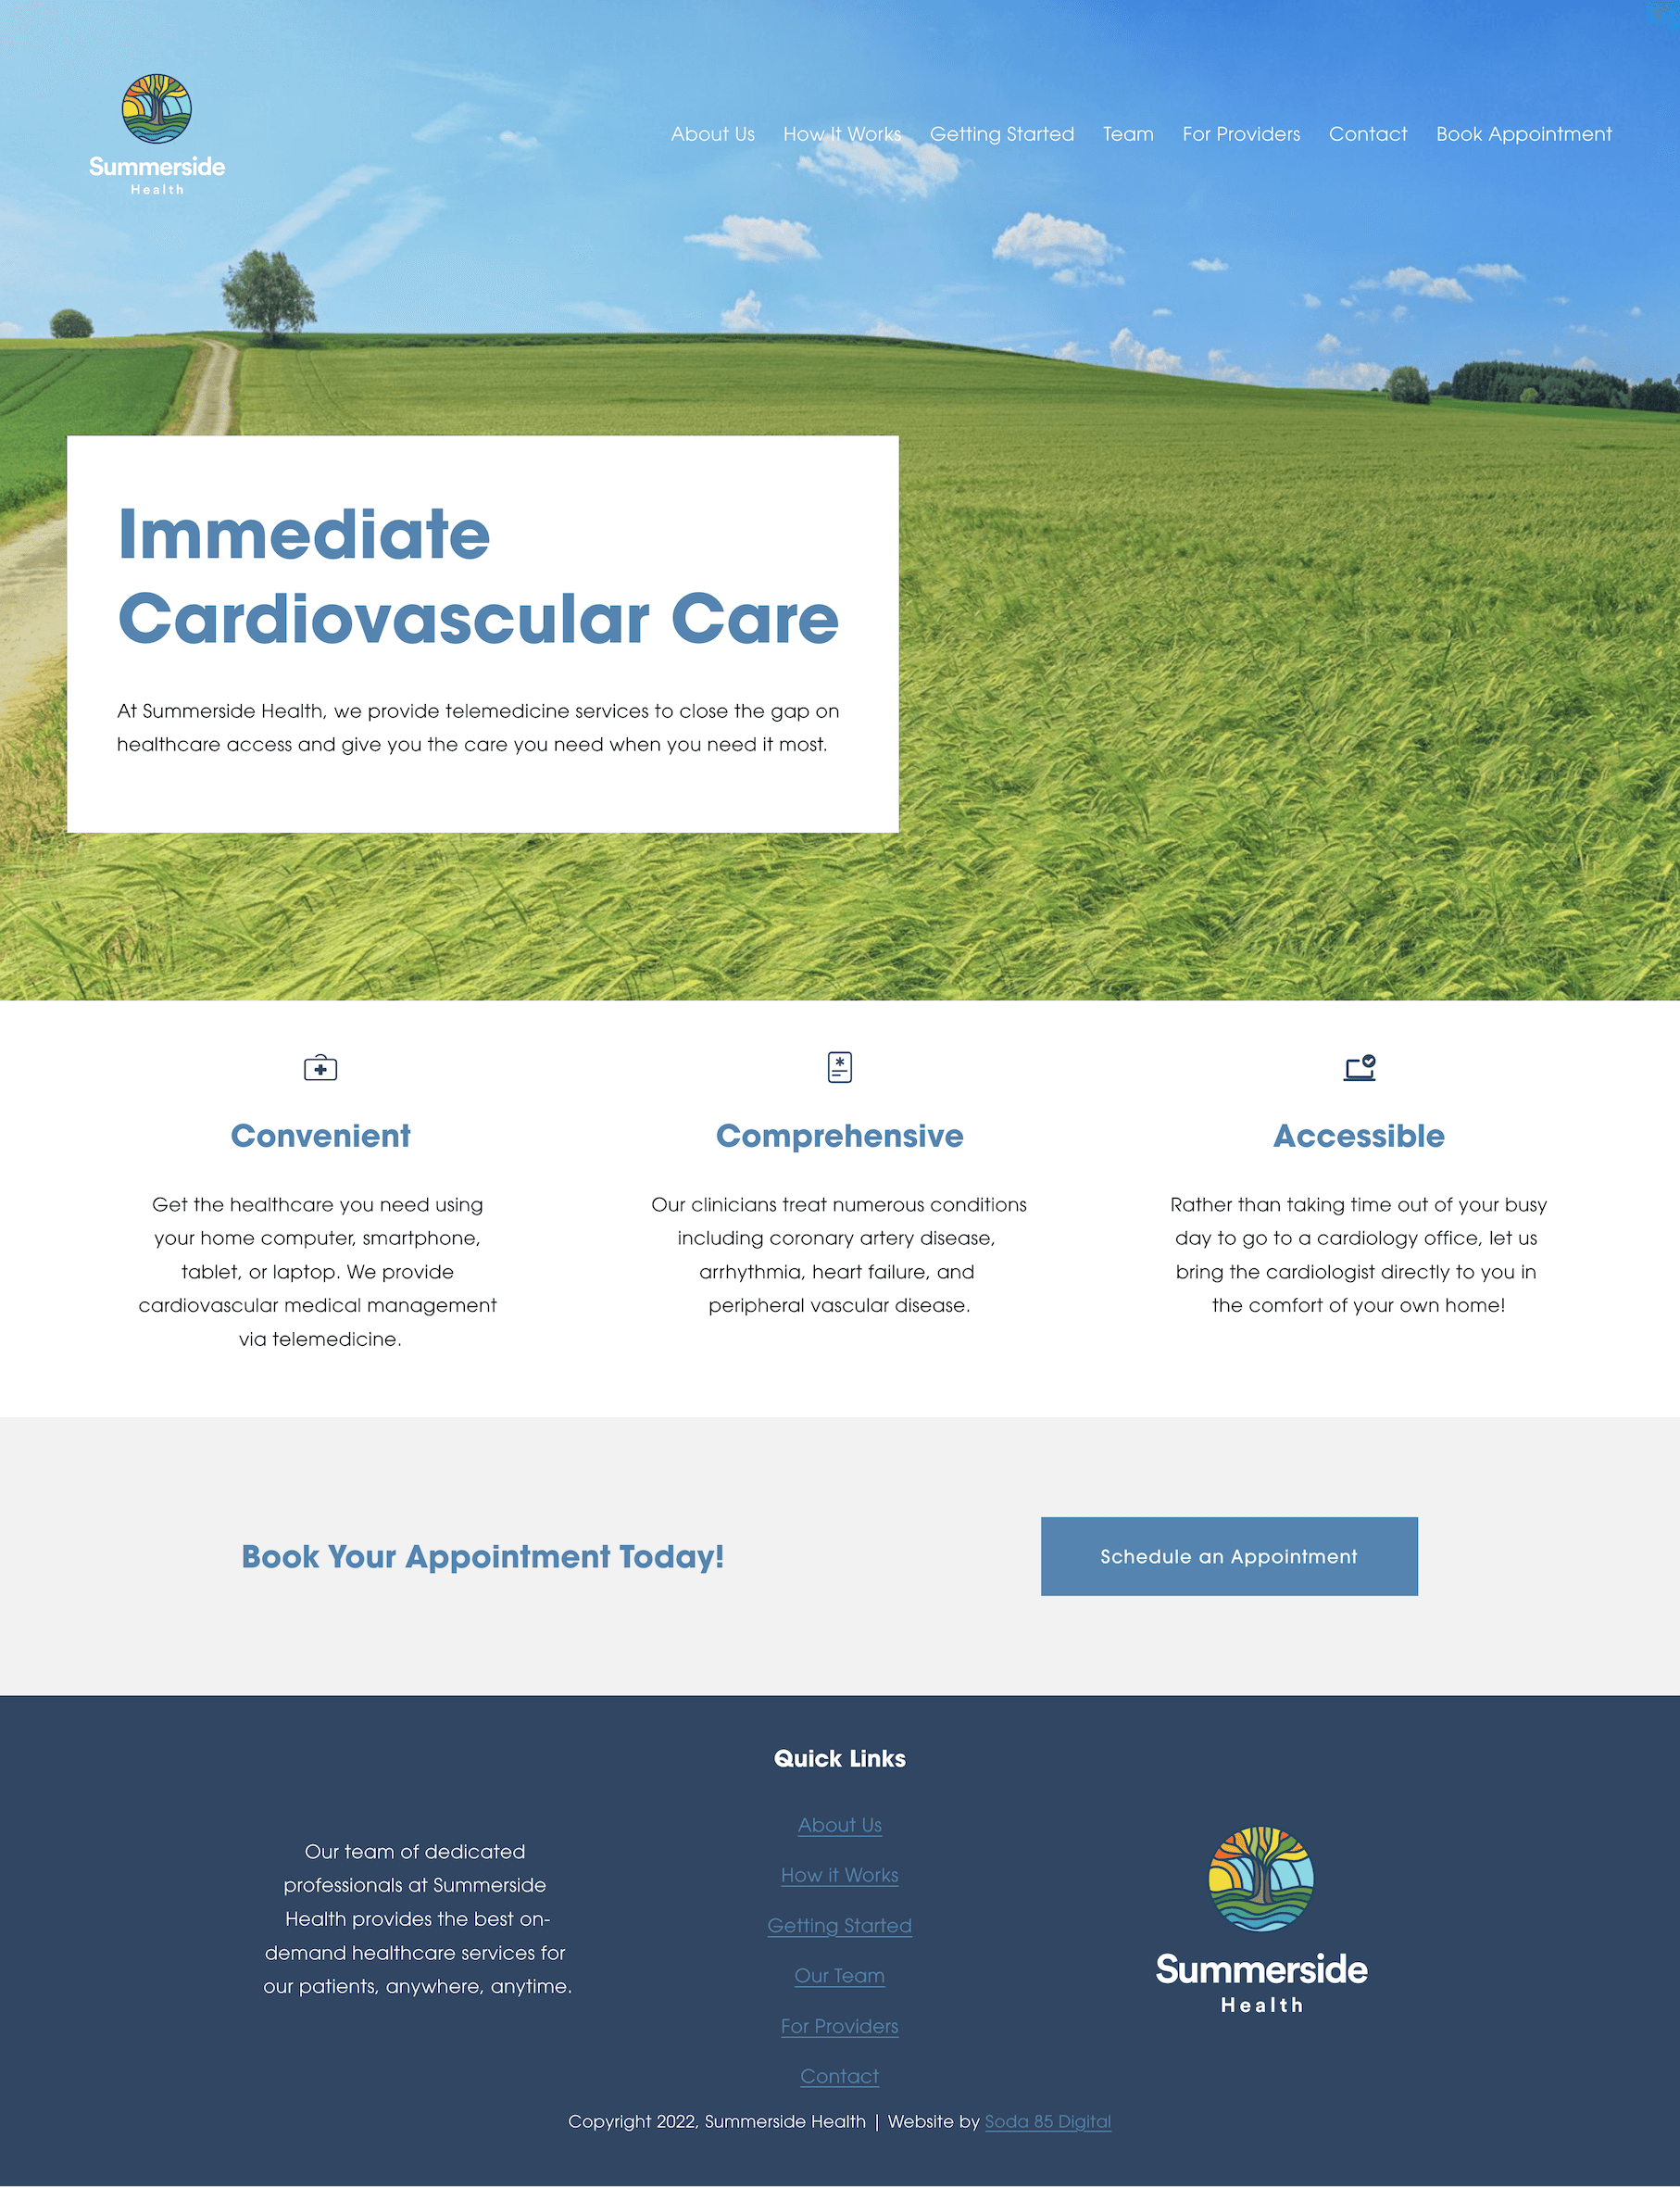 Summerside
Health
About Us How It Works Getting Started Team For Providers Contact Book Appointment
Immediate
Cardiovascular Care
At Summerside Health, we provide telemedicine services to close the gap on
healthcare access and give you the care you need when you need it most.
Convenient
Get the healthcare you need using
your home computer, smartphone,
tablet, or laptop. We provide
cardiovascular medical management
via telemedicine.
Comprehensive
Our clinicians treat numerous conditions
including coronary artery disease,
arrhythmia, heart failure, and
peripheral vascular disease.
Accessible
Rather than taking time out of your busy
day to go to a cardiology office, let us
bring the cardiologist directly to you in
the comfort of your own home!
Book Your Appointment Today!
Schedule an Appointment
Our team of dedicated
professionals at Summerside
Health provides the best on-
demand healthcare services for
our patients, anywhere, anytime.
Quick Links
About Us
How it Works
Getting Started
Our Team
For Providers
Contact
Summerside
Health
Copyright 2022, Summerside Health | Website by Soda 85 Digital